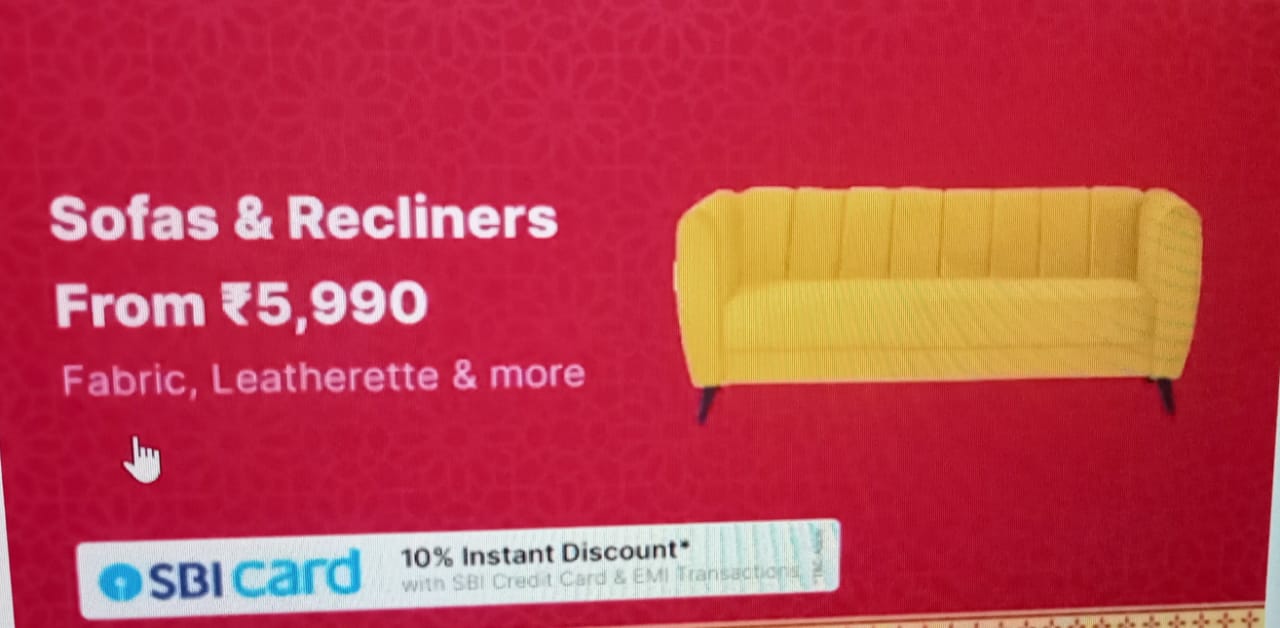 Sofas & Recliners
From ₹5,990
Fabric, Leatherette & more
SBI card
10% Instant Discount*
with SBI Credit Card & EMI Transactions